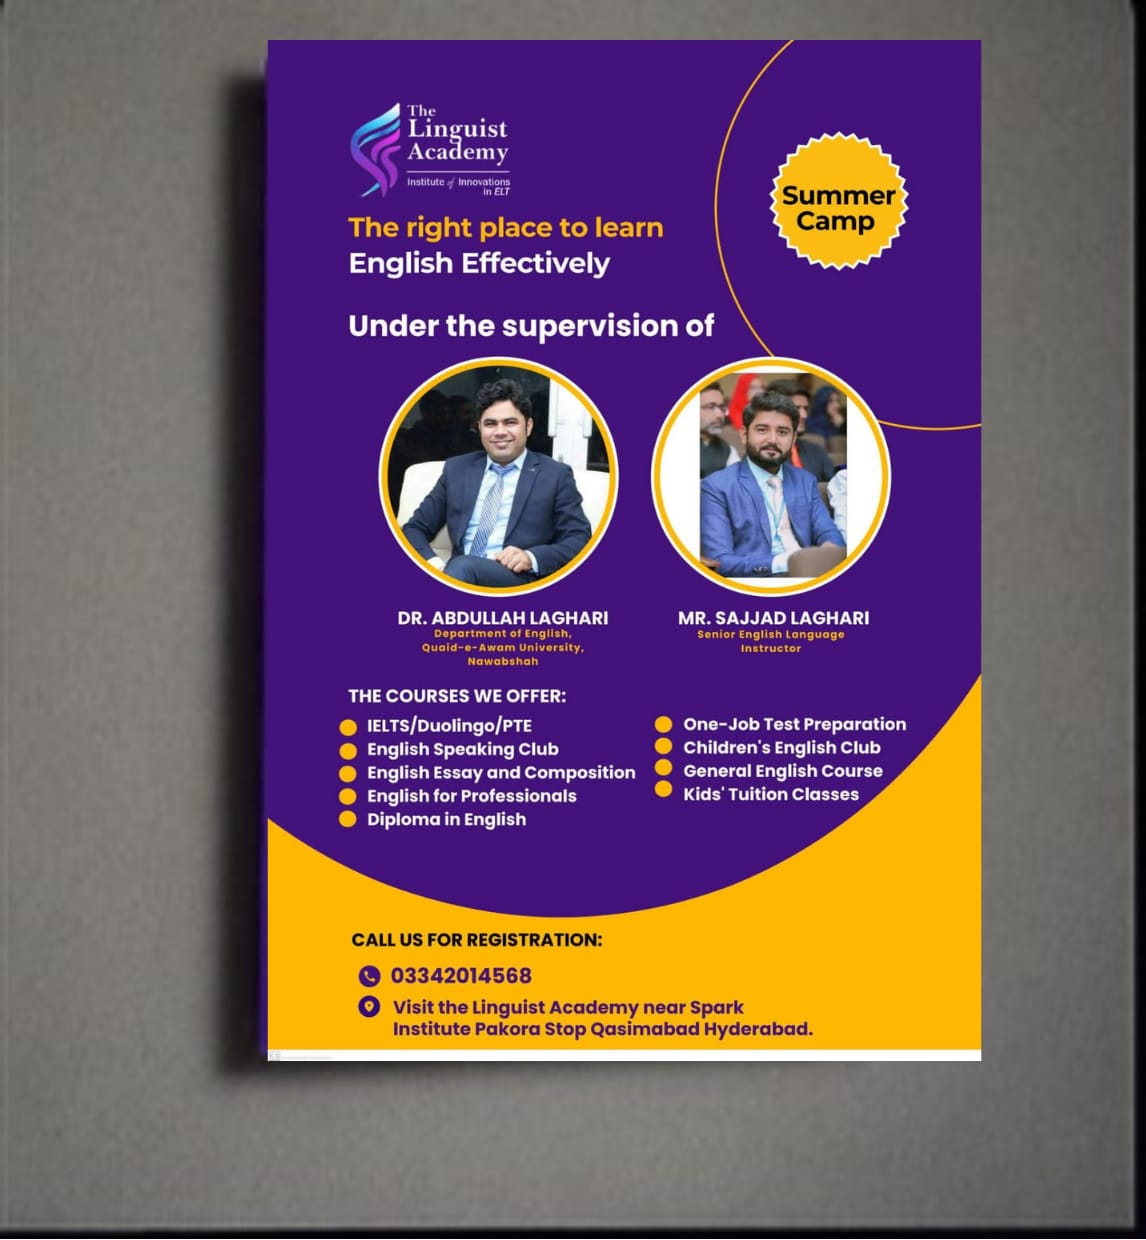 The
Linguist
Academy
Institute of Innovations
in ELT
Summer
Camp
The right place to learn
English Effectively
Under the supervision of
DR. ABDULLAH LAGHARI
Department of English,
Quaid-e-Awam University,
Nawabshah
MR. SAJJAD LAGHARI
Senior English Language
Instructor
THE COURSES WE OFFER:
IELTS/Duolingo/PTE
English Speaking Club
English Essay and Composition
English for Professionals
Diploma in English
One-Job Test Preparation
Children's English Club
General English Course
Kids' Tuition Classes
CALL US FOR REGISTRATION:
03342014568
Visit the Linguist Academy near Spark
Institute Pakora Stop Qasimabad Hyderabad.